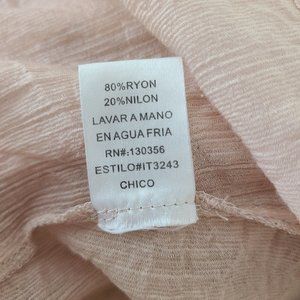 80%RYON
20%NILON
LAVAR A MANO
EN AGUA FRIA
RN#:130356
ESTILO#IT3243
CHICO